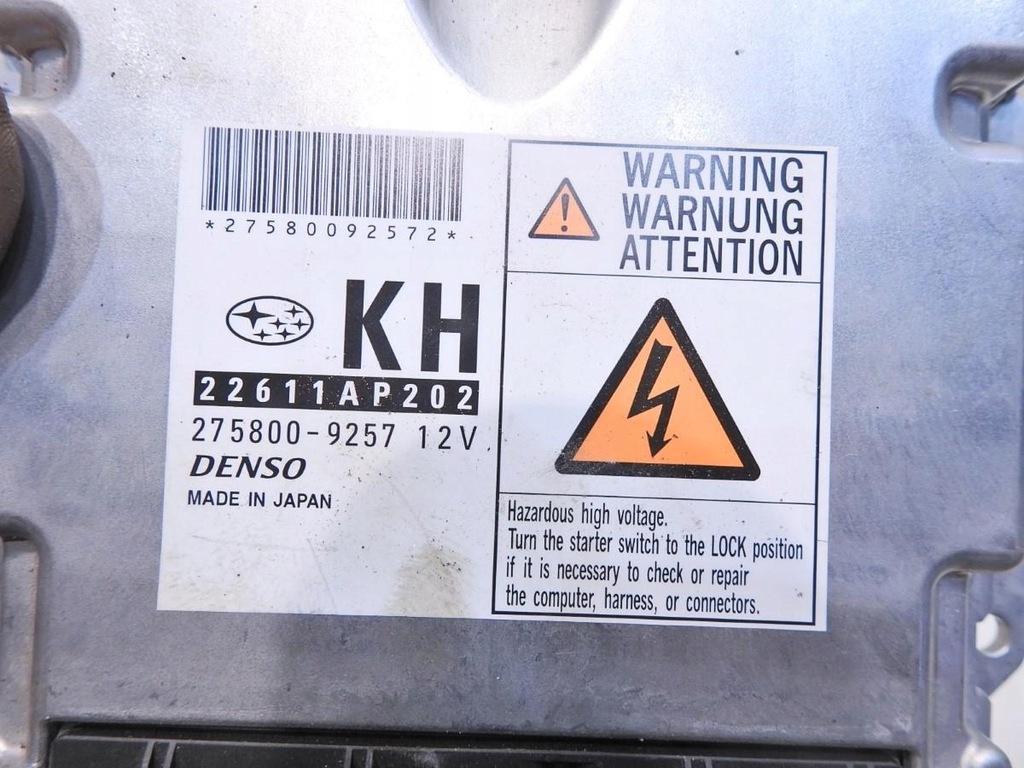 *27580092572*
KH
22611AP202
275800-9257 12V
DENSO
MADE IN JAPAN
WARNING
WARNUNG
ATTENTION
Hazardous high voltage.
Turn the starter switch to the LOCK position
if it is necessary to check or repair
the computer, harness, or connectors.